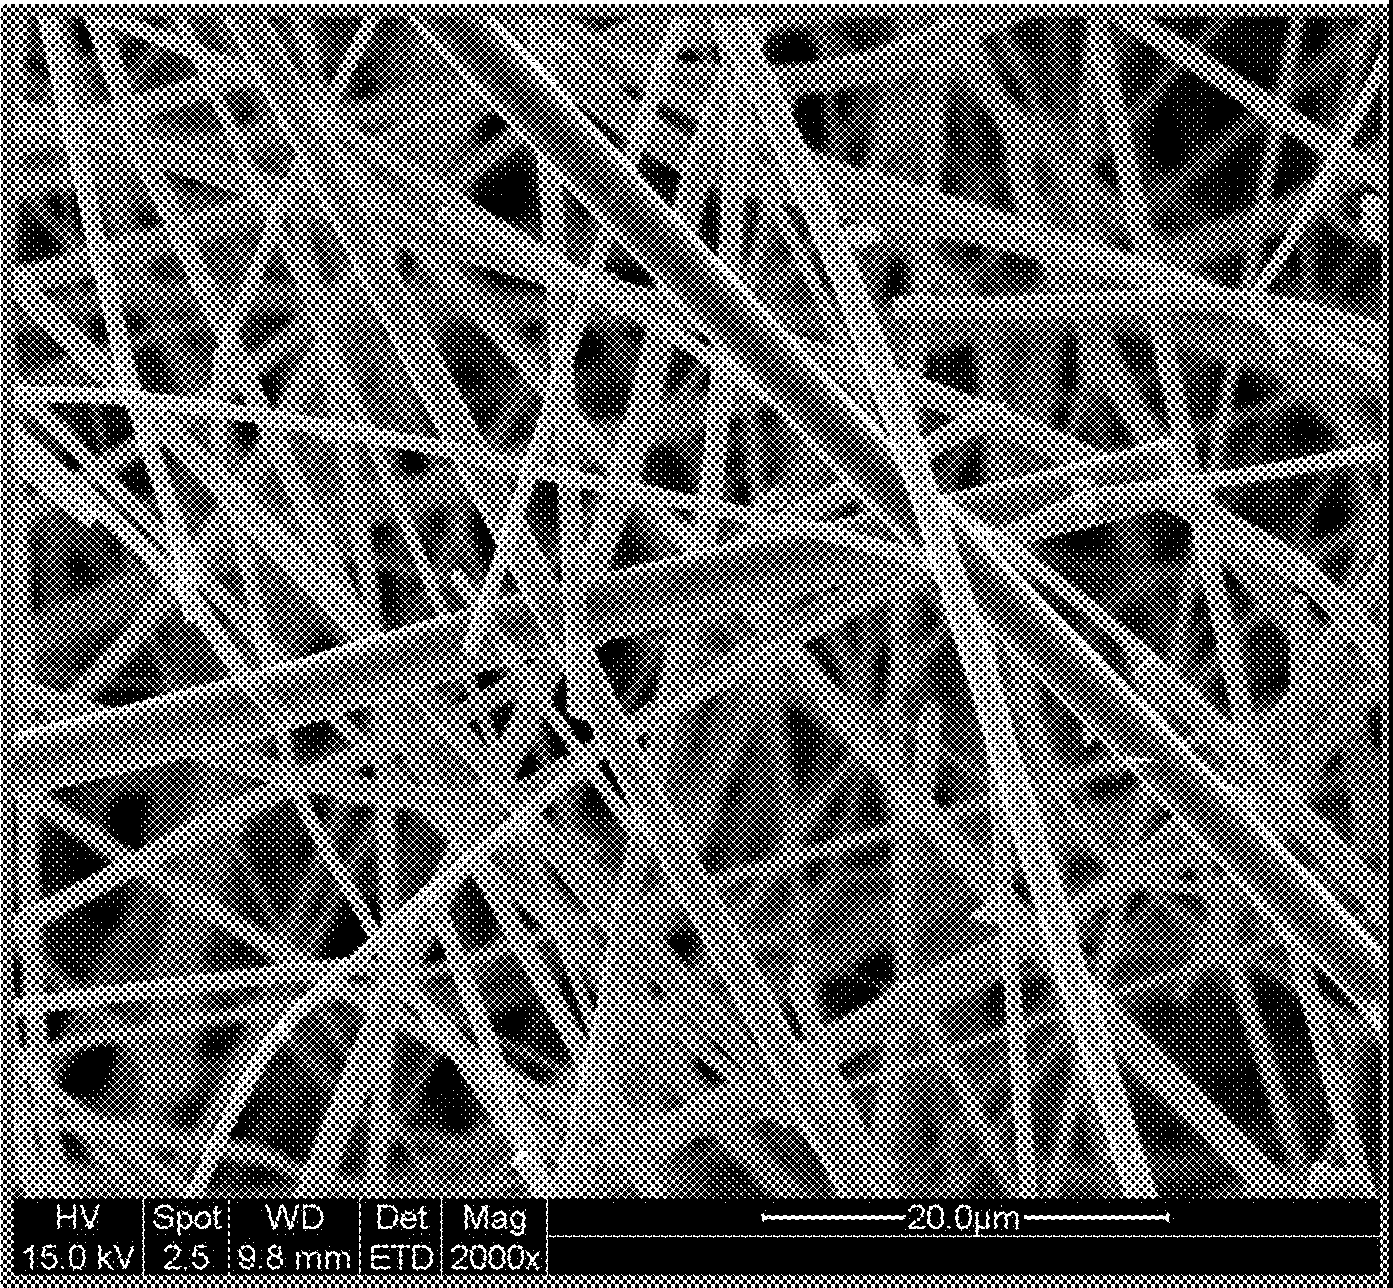 HV Spot WD Det Mag 20.0µm
15.0 kV 2.5 9.8 mm ETD 2000x